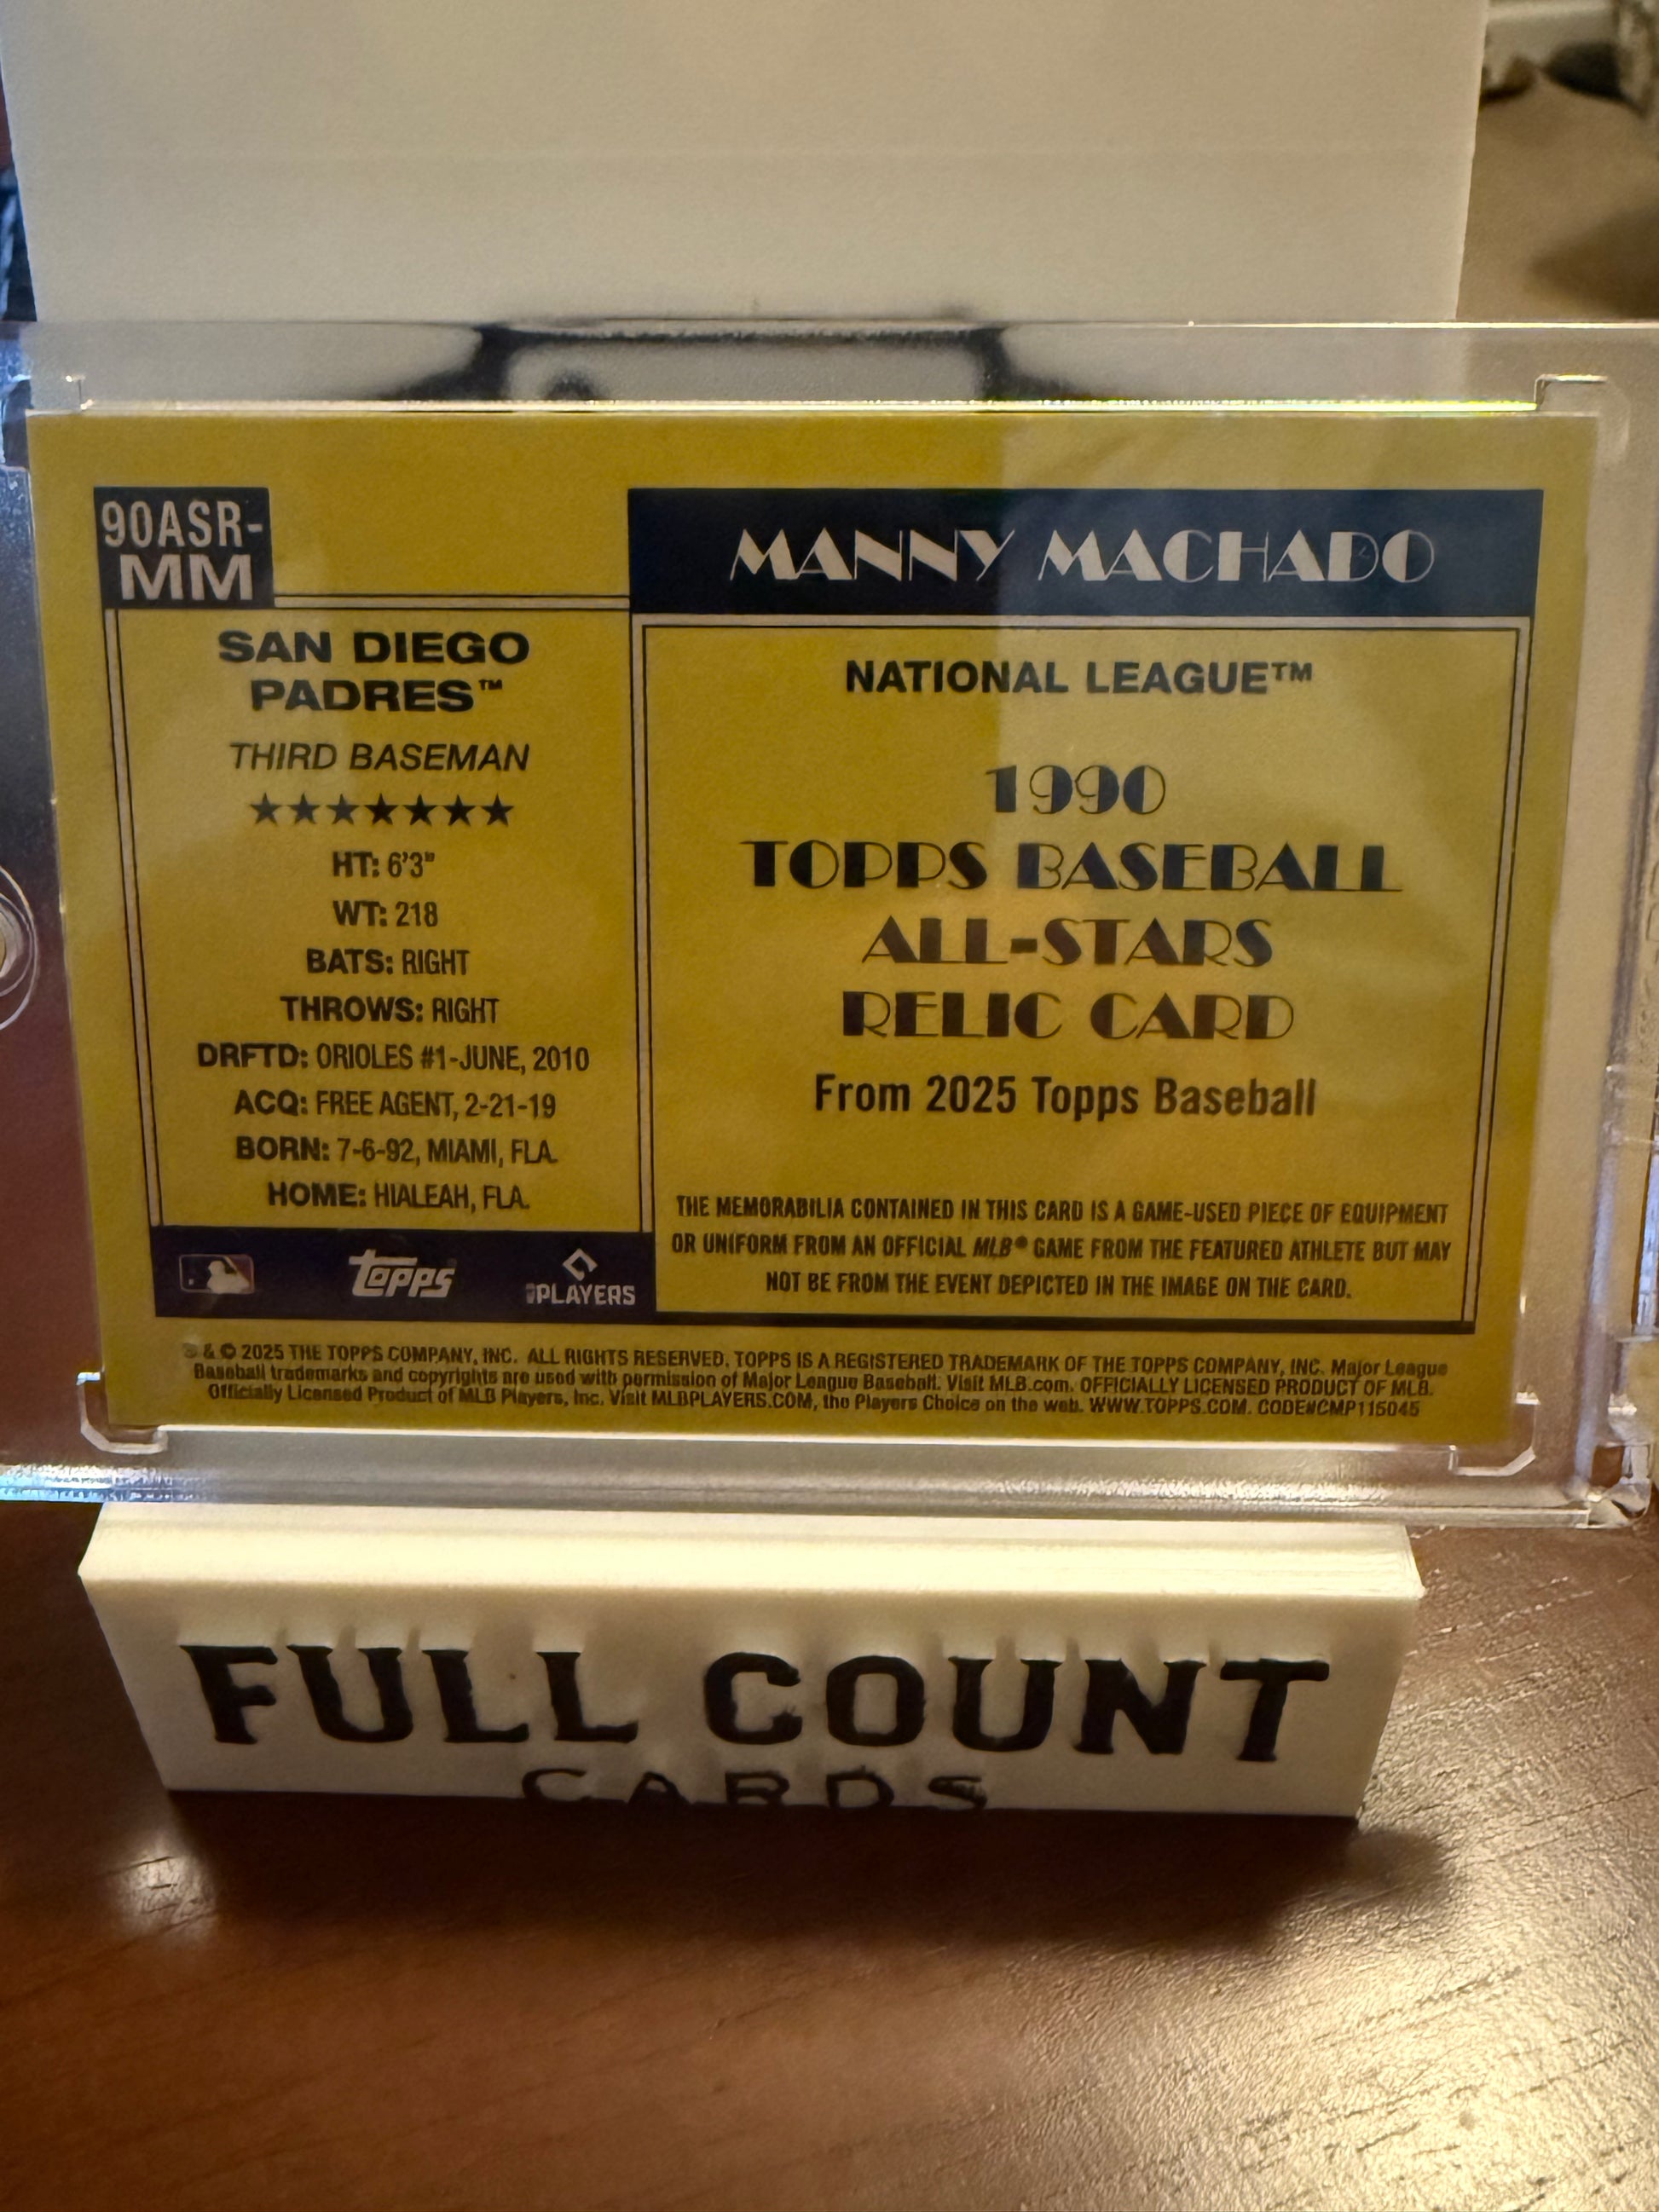 90ASR-
MM
MANNY MACHADO
SAN DIEGO
PADRES™
THIRD BASEMAN
★★★★★★★
HT: 6'3"
WT: 218
BATS: RIGHT
THROWS: RIGHT
DRFTD: ORIOLES #1-JUNE, 2010
ACQ: FREE AGENT, 2-21-19
BORN: 7-6-92, MIAMI, FLA.
HOME: HIALEAH, FLA.
topps
PLAYERS
NATIONAL LEAGUE™
1990
TOPPS BASEBALL
ALL-STARS
RELIC CARD
From 2025 Topps Baseball
THE MEMORABILIA CONTAINED IN THIS CARD IS A GAME-USED PIECE OF EQUIPMENT
OR UNIFORM FROM AN OFFICIAL MLB® GAME FROM THE FEATURED ATHLETE BUT MAY
NOT BE FROM THE EVENT DEPICTED IN THE IMAGE ON THE CARD.
® & © 2025 THE TOPPS COMPANY, INC. ALL RIGHTS RESERVED. TOPPS IS A REGISTERED TRADEMARK OF THE TOPPS COMPANY, INC. Major League
Baseball trademarks and copyrights are used with permission of Major League Baseball. Visit MLB.com. OFFICIALLY LICENSED PRODUCT OF MLB.
Officially Licensed Product of MLB Players, Inc. Visit MLBPLAYERS.COM, the Players Choice on the web. WWW.TOPPS.COM. CODE#CMP115045
FULL COUNT
CARDS